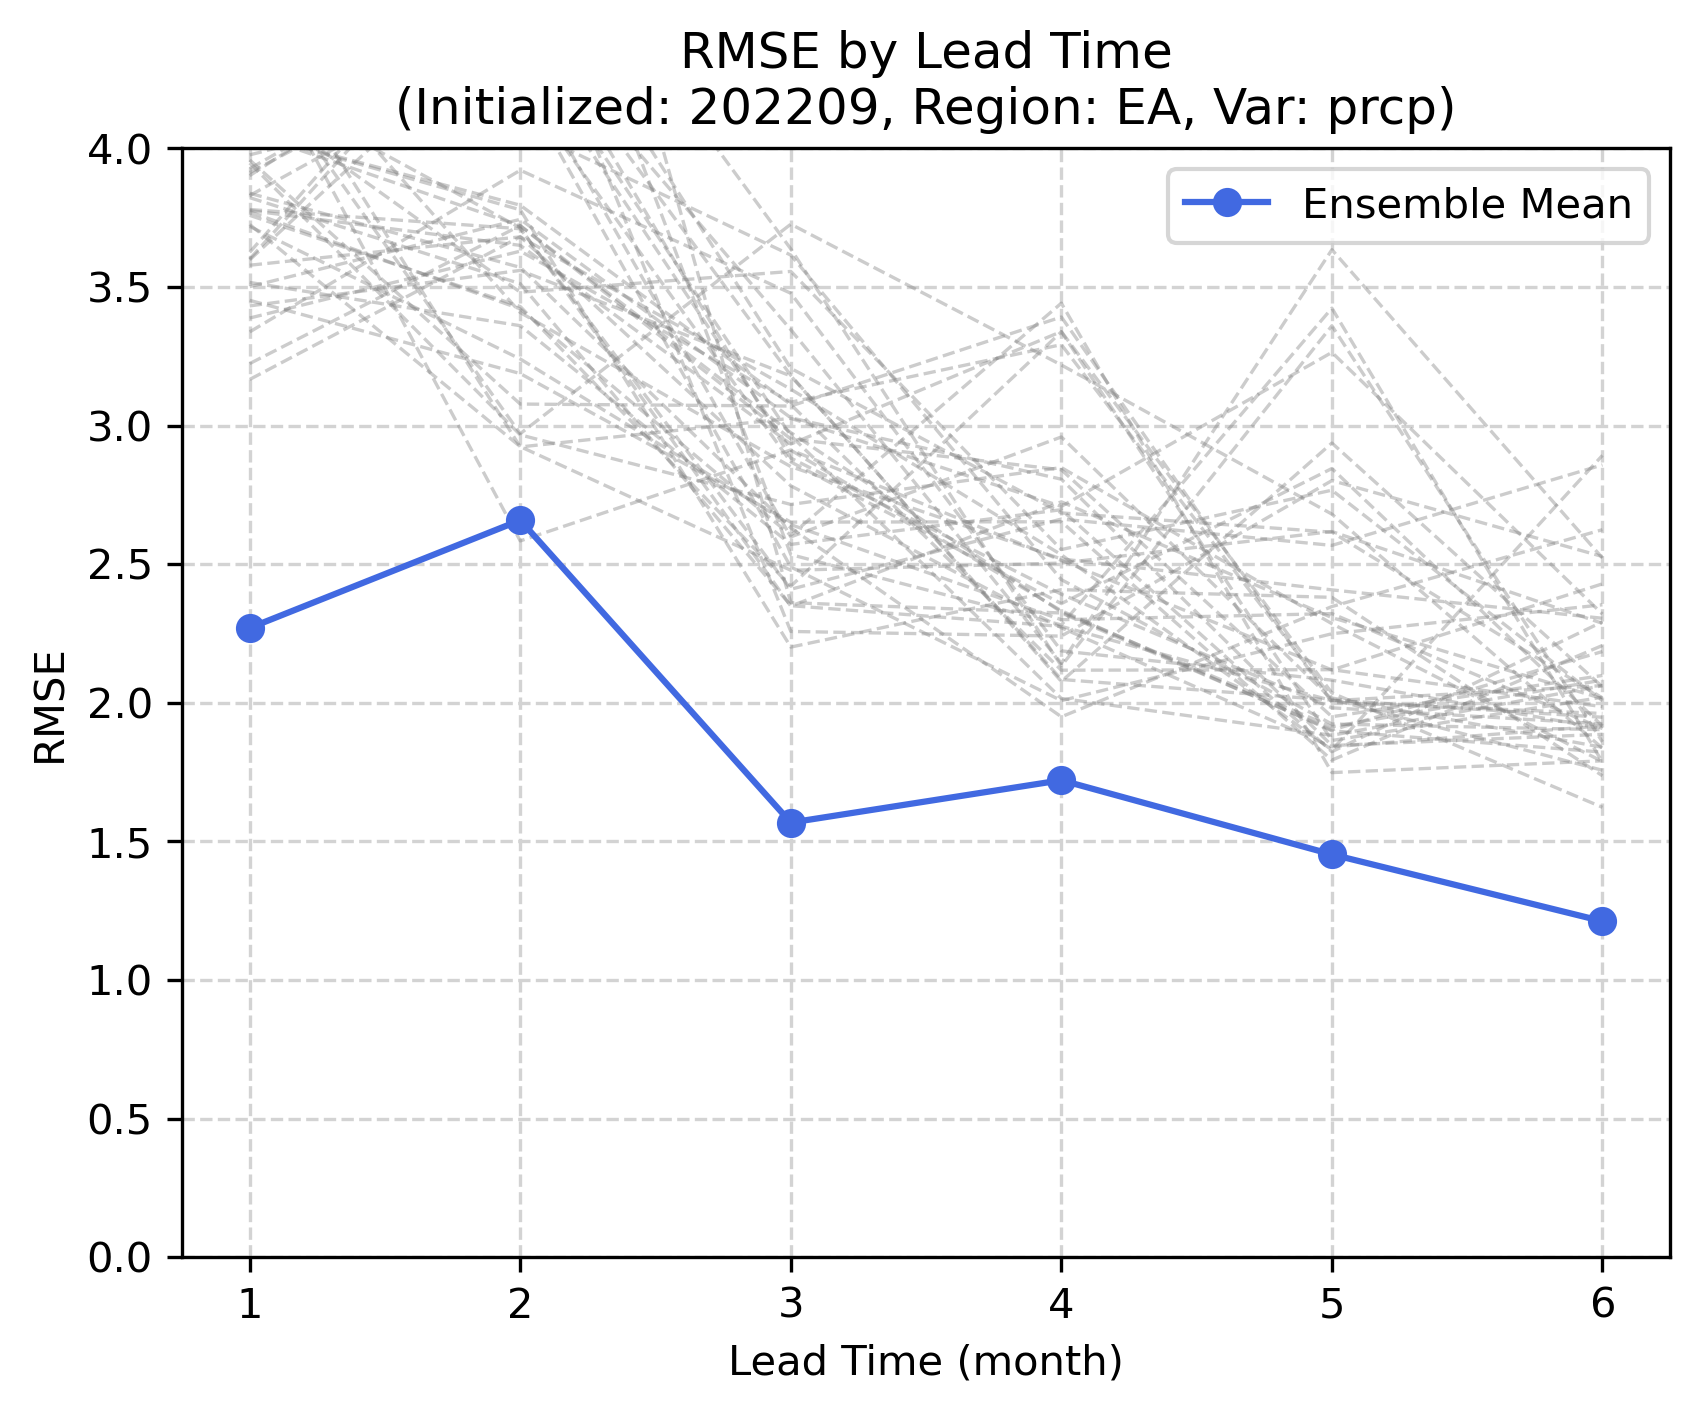 RMSE by Lead Time
(Initialized: 202209, Region: EA, Var: prcp)
Ensemble Mean
4.0
3.5
3.0
2.5
2.0
1.5
1.0
0.5
0.0
RMSE
1 2 3 4 5 6
Lead Time (month)